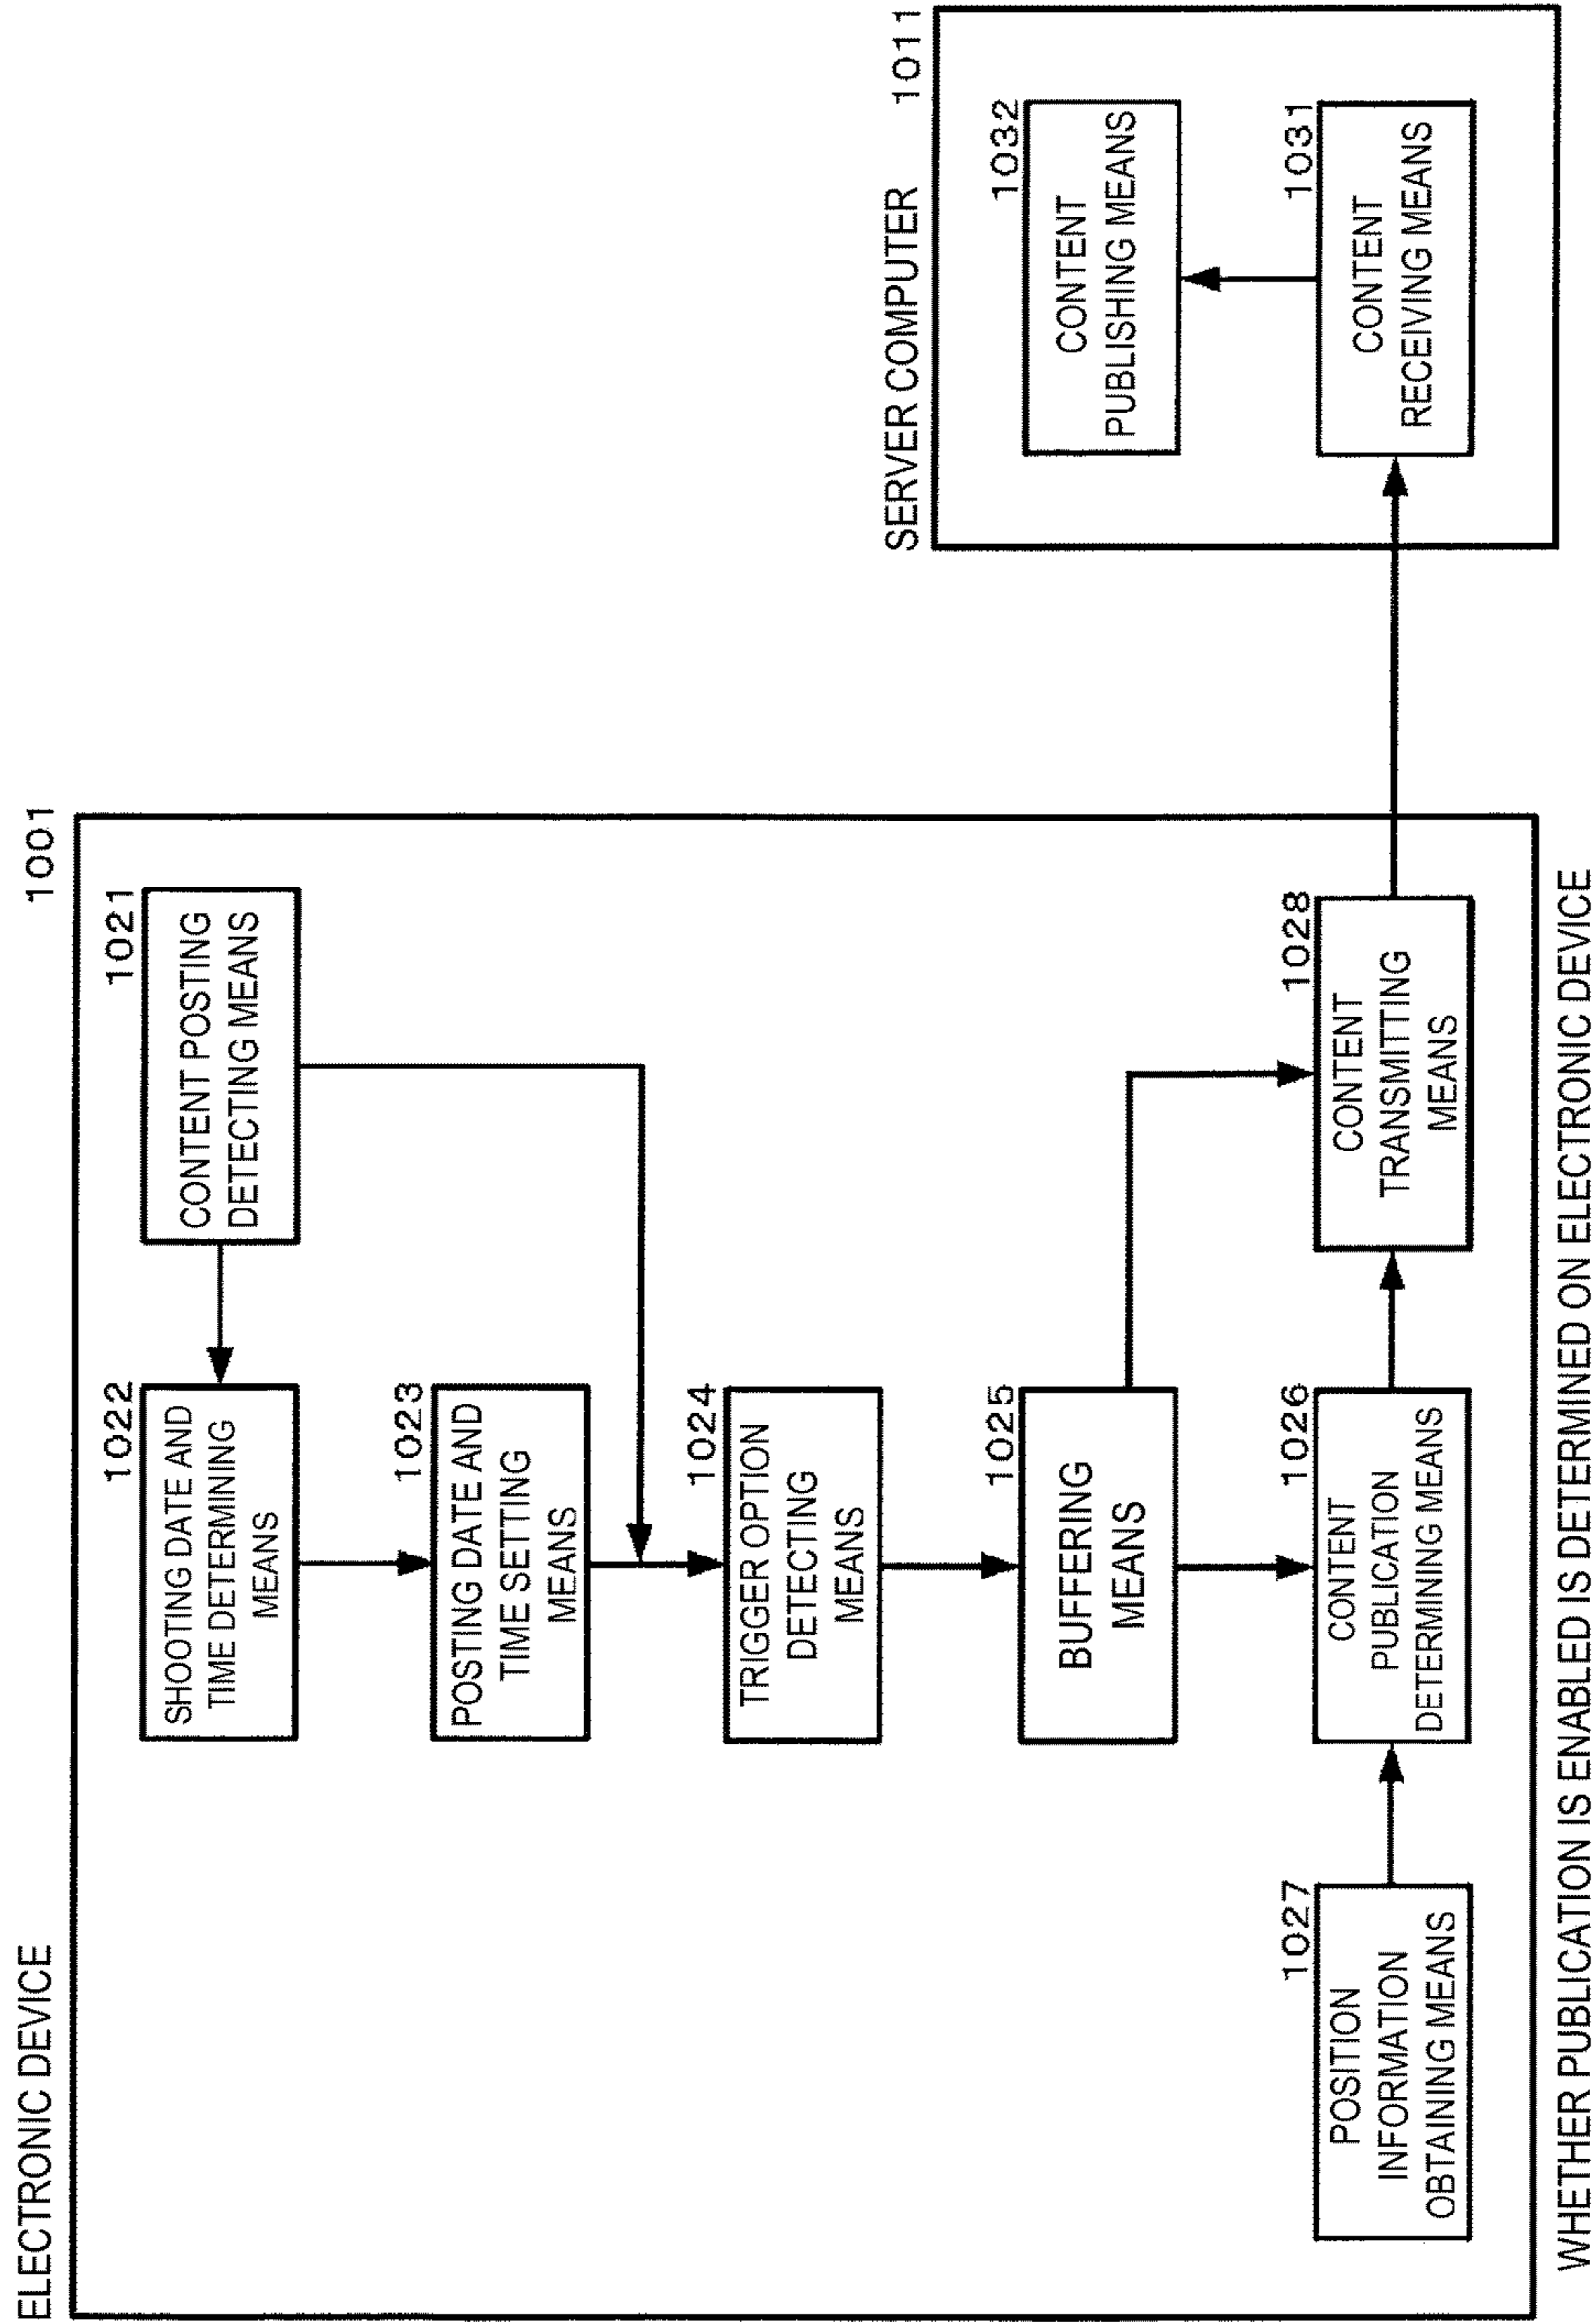 ELECTRONIC DEVICE
1001
1021
CONTENT POSTING
DETECTING MEANS
1022
SHOOTING DATE AND
TIME DETERMINING
MEANS
1023
POSTING DATE AND
TIME SETTING
MEANS
1024
TRIGGER OPTION
DETECTING
MEANS
1025
BUFFERING
MEANS
1027
POSITION
INFORMATION
OBTAINING MEANS
1026
CONTENT
PUBLICATION
DETERMINING MEANS
1028
CONTENT
TRANSMITTING
MEANS
SERVER COMPUTER
1011
1032
CONTENT
PUBLISHING MEANS
1031
CONTENT
RECEIVING MEANS
WHETHER PUBLICATION IS ENABLED IS DETERMINED ON ELECTRONIC DEVICE